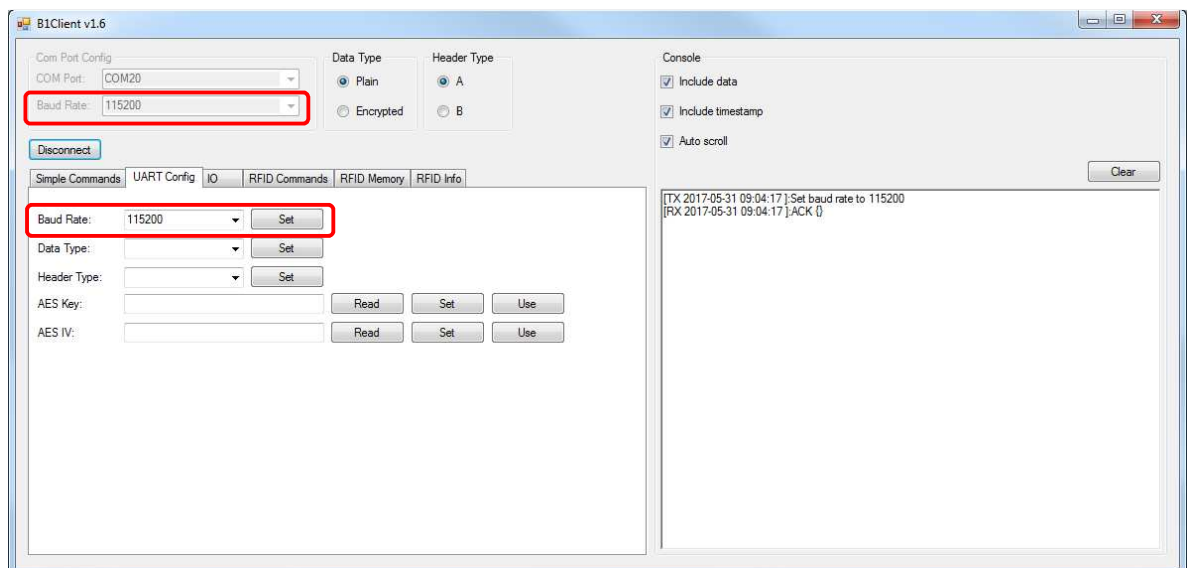 B1Client v1.6
Com Port Config
COM Port: COM20
Baud Rate: 115200
Data Type
Plain
Encrypted
Header Type
A
B
Disconnect
Simple Commands UART Config IO RFID Commands RFID Memory RFID Info
Baud Rate: 115200 Set
Data Type: Set
Header Type: Set
AES Key: Read Set Use
AES IV: Read Set Use
Console
Include data
Include timestamp
Auto scroll
Clear
[TX 2017-05-31 09:04:17 ]:Set baud rate to 115200
[RX 2017-05-31 09:04:17 ]:ACK {}